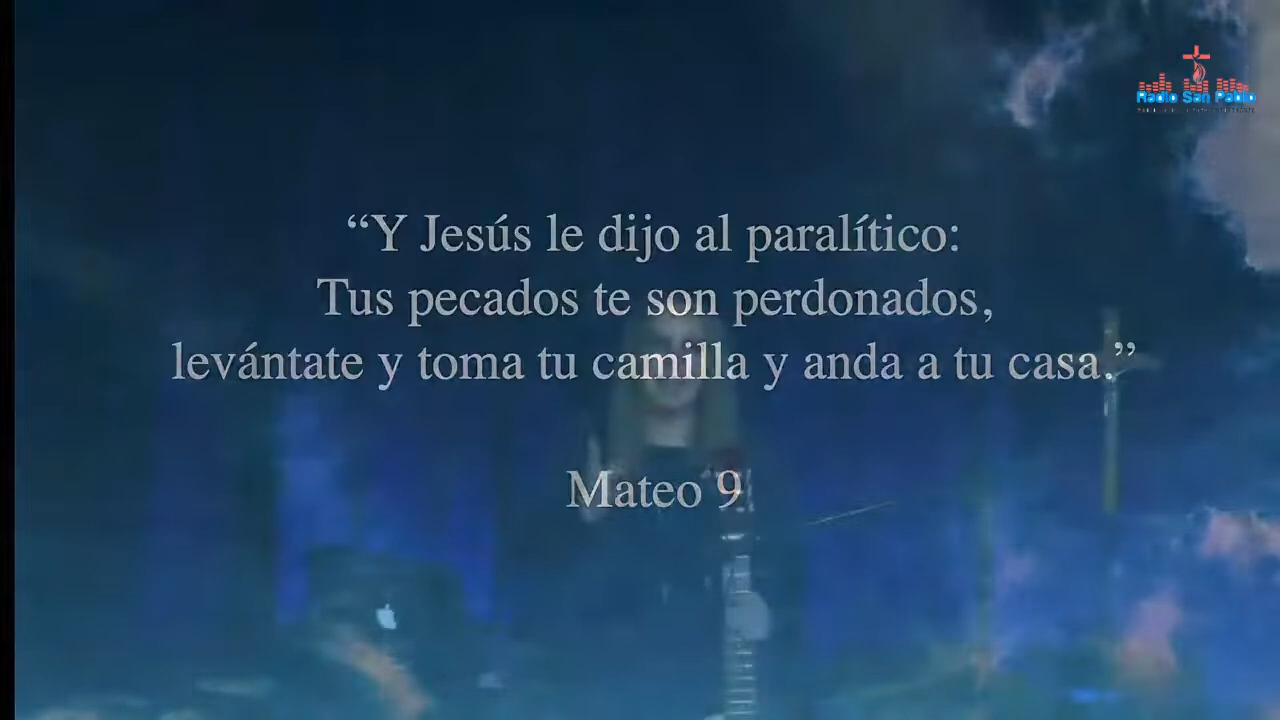 Radio San Pablo
“Y Jesús le dijo al paralítico:
Tus pecados te son perdonados,
levántate y toma tu camilla y anda a tu casa.”
Mateo 9